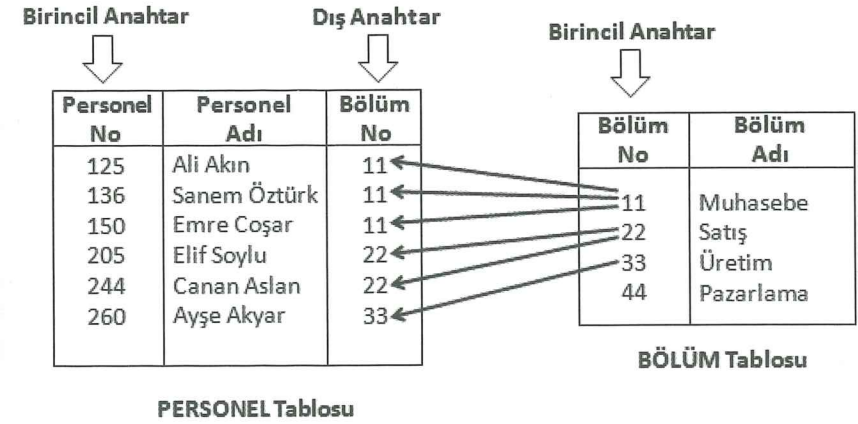 Birincil Anahtar
Dış Anahtar
Birincil Anahtar
Personel No
Personel Adı
Bölüm No
125 Ali Akın 11
136 Sanem Öztürk 11
150 Emre Coşar 11
205 Elif Soylu 22
244 Canan Aslan 22
260 Ayşe Akyar 33
PERSONEL Tablosu
Bölüm No
Bölüm Adı
11 Muhasebe
22 Satış
33 Üretim
44 Pazarlama
BÖLÜM Tablosu